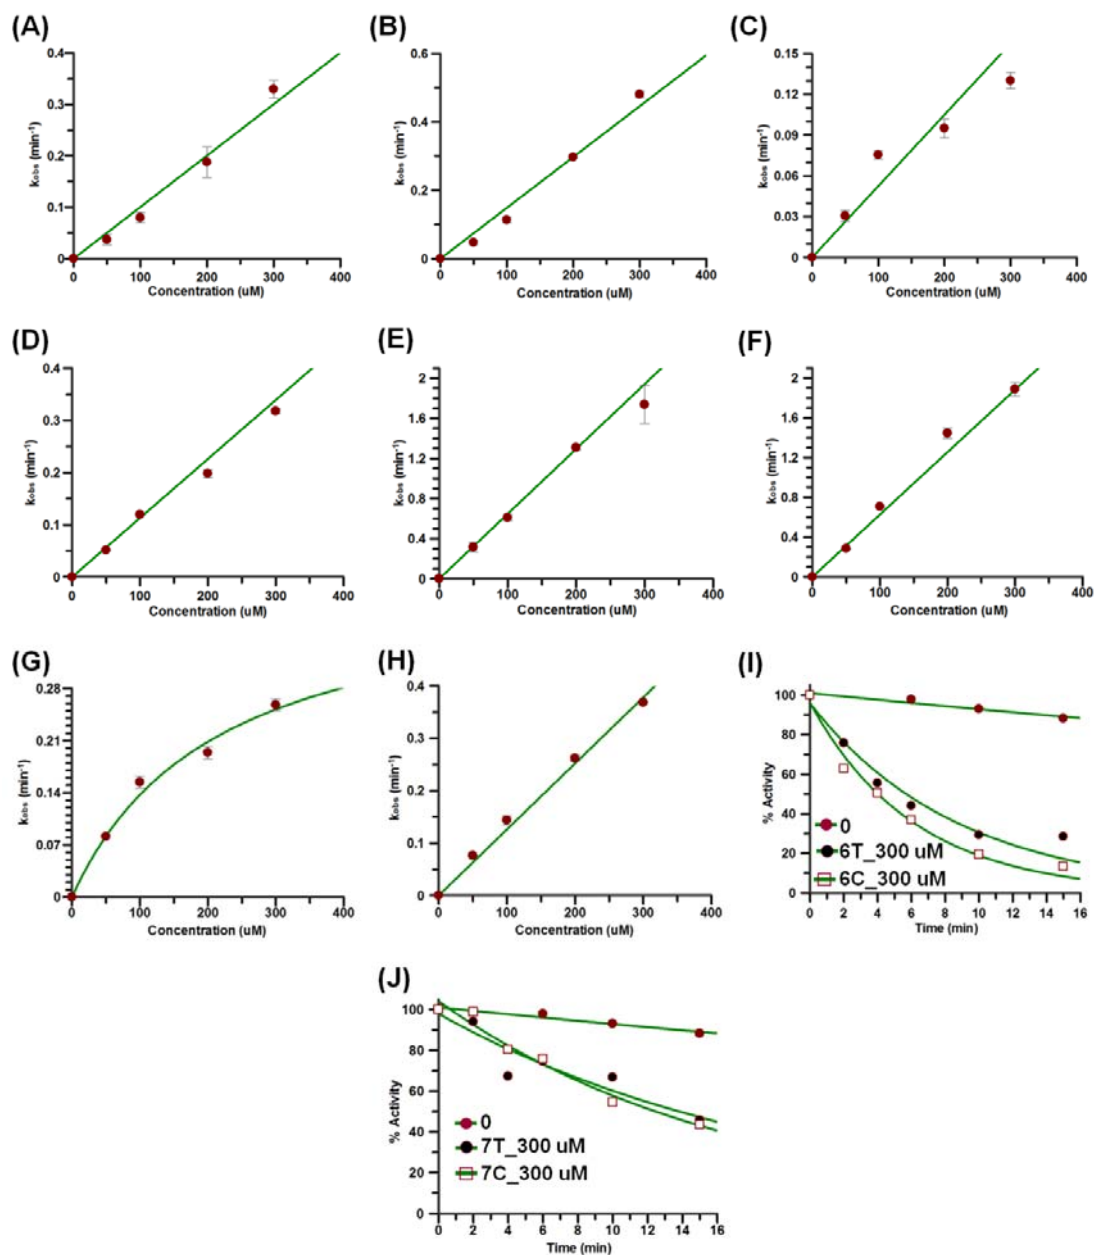 (A)
0.4
0.3
0.2
0.1
0
kobs (min⁻¹)
0 100 200 300 400
Concentration (uM)
(B)
0.6
0.4
0.2
0
kobs (min⁻¹)
0 100 200 300 400
Concentration (uM)
(C)
0.15
0.12
0.09
0.06
0.03
0
kobs (min⁻¹)
0 100 200 300 400
Concentration (uM)
(D)
0.4
0.3
0.2
0.1
0
kobs (min⁻¹)
0 100 200 300 400
Concentration (uM)
(E)
2
1.6
1.2
0.8
0.4
0
kobs (min⁻¹)
0 100 200 300 400
Concentration (uM)
(F)
2
1.6
1.2
0.8
0.4
0
kobs (min⁻¹)
0 100 200 300 400
Concentration (uM)
(G)
0.28
0.21
0.14
0.07
0
kobs (min⁻¹)
0 100 200 300 400
Concentration (uM)
(H)
0.4
0.3
0.2
0.1
0
kobs (min⁻¹)
0 100 200 300 400
Concentration (uM)
(I)
100
80
60
40
20
0
% Activity
0
6T_300 uM
6C_300 uM
0 2 4 6 8 10 12 14 16
Time (min)
(J)
100
80
60
40
20
0
% Activity
0
7T_300 uM
7C_300 uM
0 2 4 6 8 10 12 14 16
Time (min)